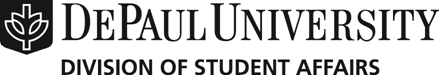 DEPAUL UNIVERSITY
DIVISION OF STUDENT AFFAIRS